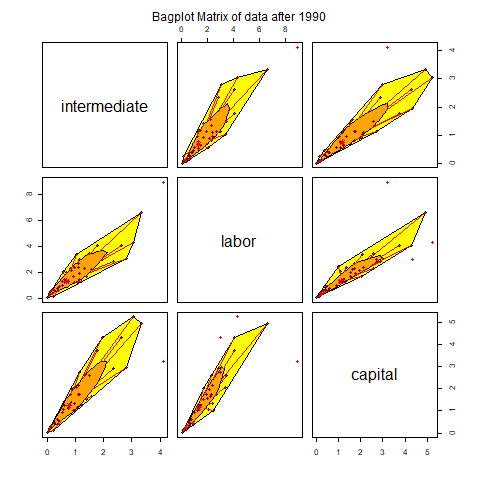 Bagplot Matrix of data after 1990
0 2 4 6 8
intermediate
0 1 2 3 4
0 2 4 6 8
labor
capital
0 1 2 3 4 5
0 1 2 3 4
0 1 2 3 4 5